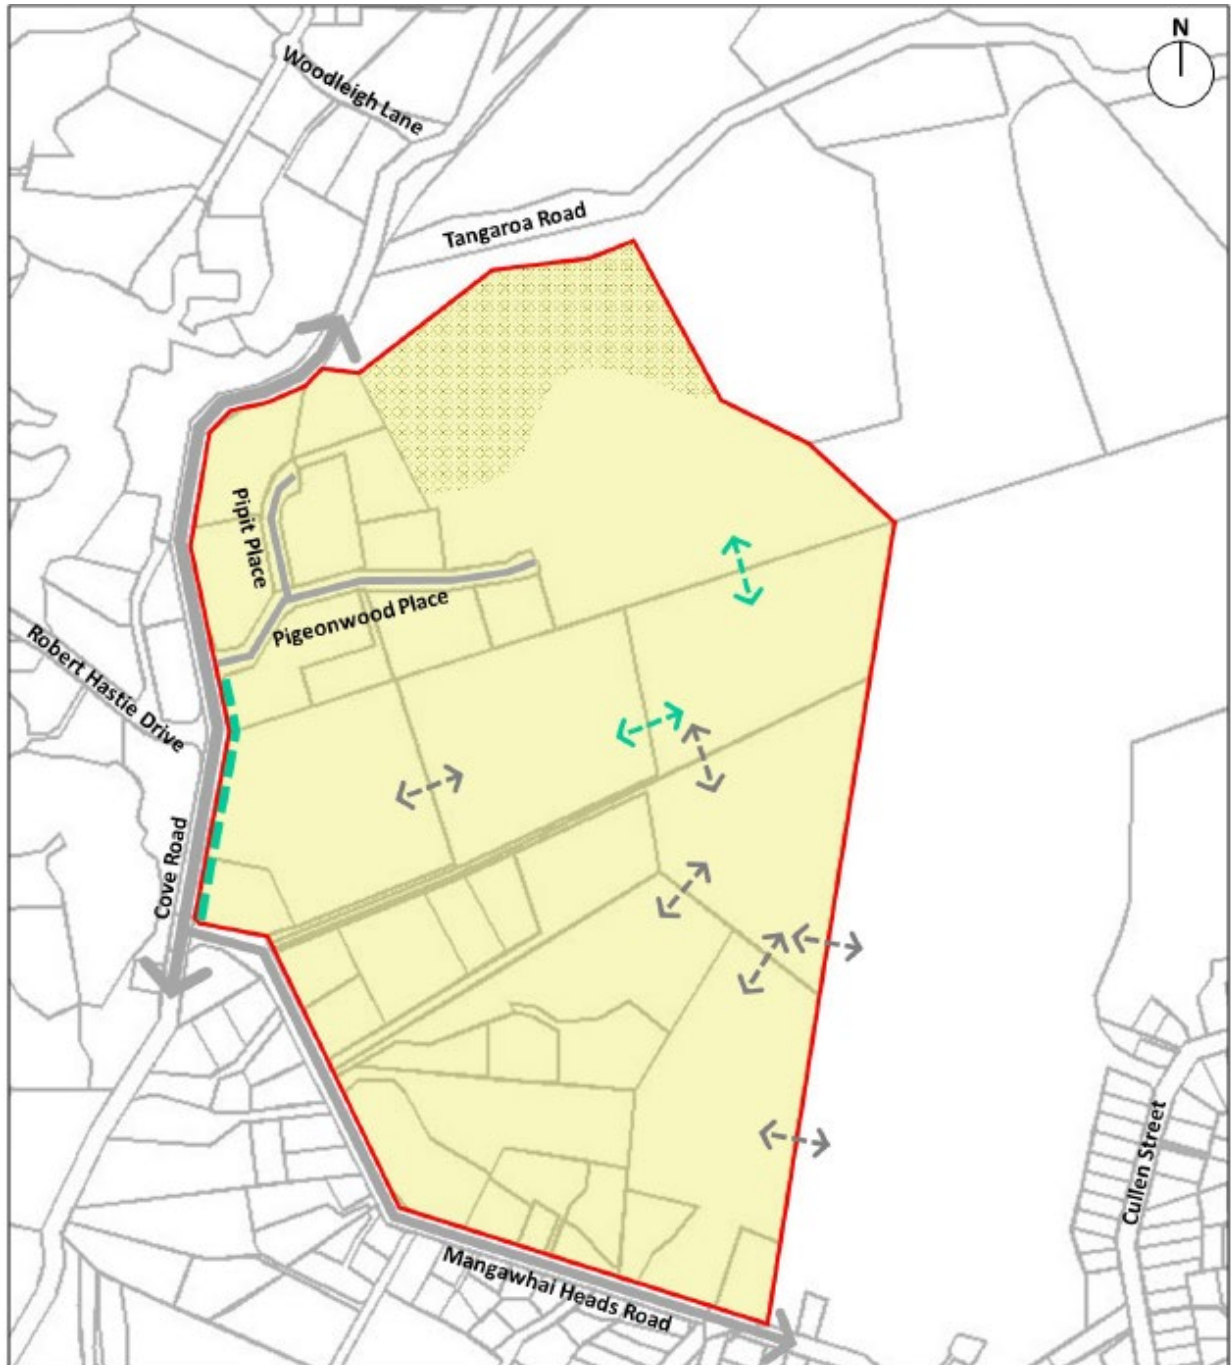 N
Woodleigh Lane
Tangaroa Road
Pipit Place
Pigeonwood Place
Robert Hastie Drive
Cove Road
Cullen Street
Mangawhai Heads Road